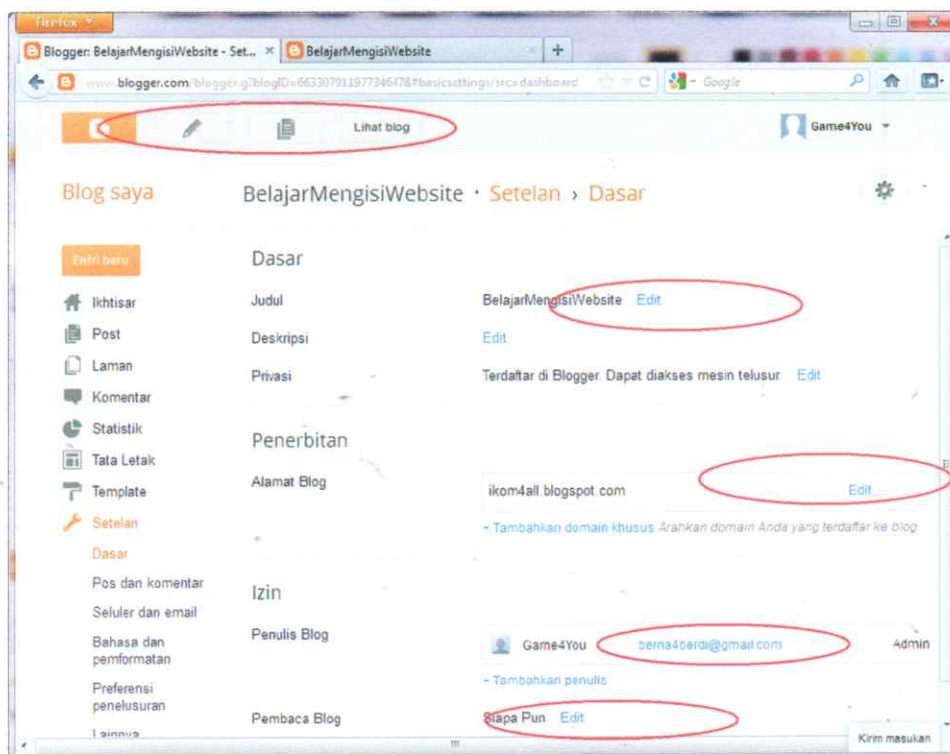 Firefox
Blogger: BelajarMengisiWebsite - Set... × BelajarMengisiWebsite × +
www.blogger.com/blogger.g?blogID=663307911977346478#basicsettings/src=dashboard Google
Lihat blog Game4You
Blog saya BelajarMengisiWebsite · Setelan › Dasar
Entri baru
Ikhtisar
Post
Laman
Komentar
Statistik
Tata Letak
Template
Setelan
Dasar
Pos dan komentar
Seluler dan email
Bahasa dan
pemformatan
Preferensi
penelusuran
Lainnya
Dasar
Judul BelajarMengisiWebsite Edit
Deskripsi Edit
Privasi Terdaftar di Blogger. Dapat diakses mesin telusur. Edit
Penerbitan
Alamat Blog ikom4all.blogspot.com Edit
+ Tambahkan domain khusus Arahkan domain Anda yang terdaftar ke blog
Izin
Penulis Blog Game4You berna4berdi@gmail.com Admin
+ Tambahkan penulis
Pembaca Blog Siapa Pun Edit
Kirim masukan